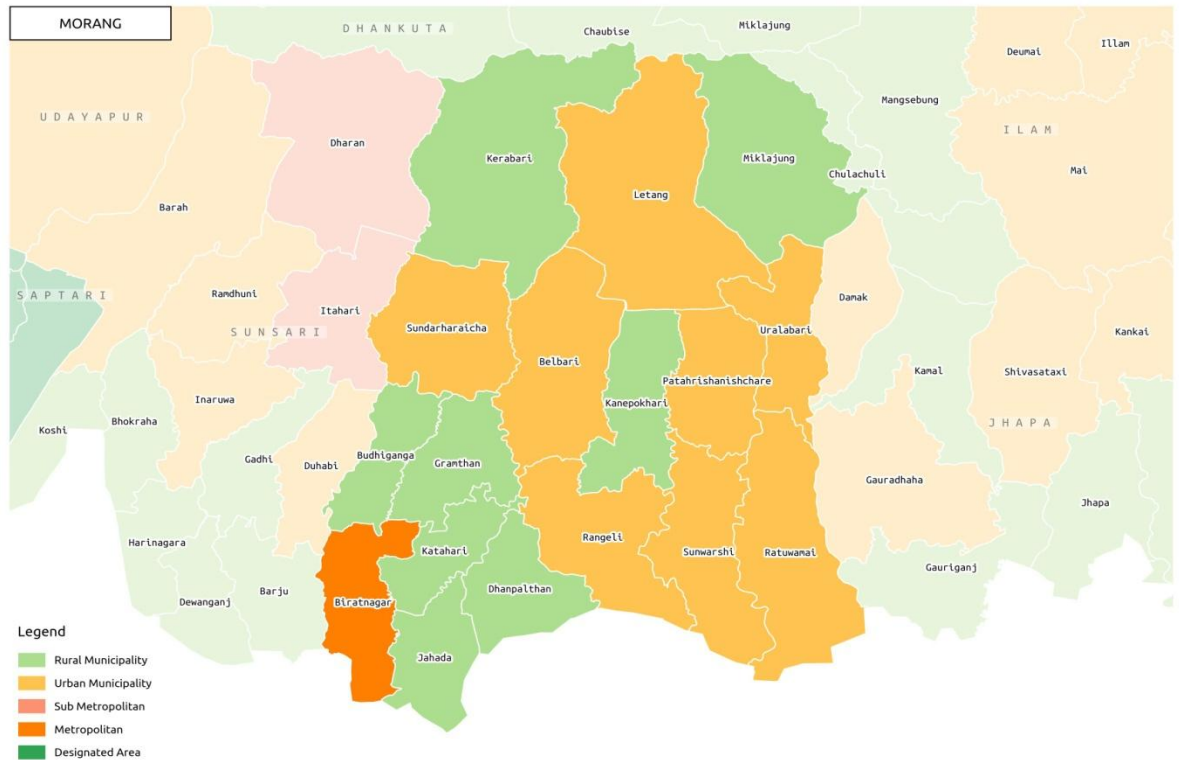 MORANG
DHANKUTA
Chaubise
Miklajung
Deumai
Illam
Mangsebung
UDAYAPUR
ILAM
Dharan
Kerabari
Miklajung
Chulachuli
Mai
Letang
Barah
SAPTARI
Ramdhuni
Damak
Itahari
SUNSARI
Sundarharaicha
Uralabari
Kankai
Belbari
Kamal
Shivasataxi
Patahrishanishchare
Inaruwa
Kanepokhari
Bhokraha
JHAPA
Koshi
Budhiganga
Gadhi
Duhabi
Gramthan
Gauradhaha
Jhapa
Rangeli
Harinagara
Katahari
Sunwarshi
Ratuwamai
Gauriganj
Barju
Dhanpalthan
Dewanganj
Biratnagar
Jahada
Legend
Rural Municipality
Urban Municipality
Sub Metropolitan
Metropolitan
Designated Area